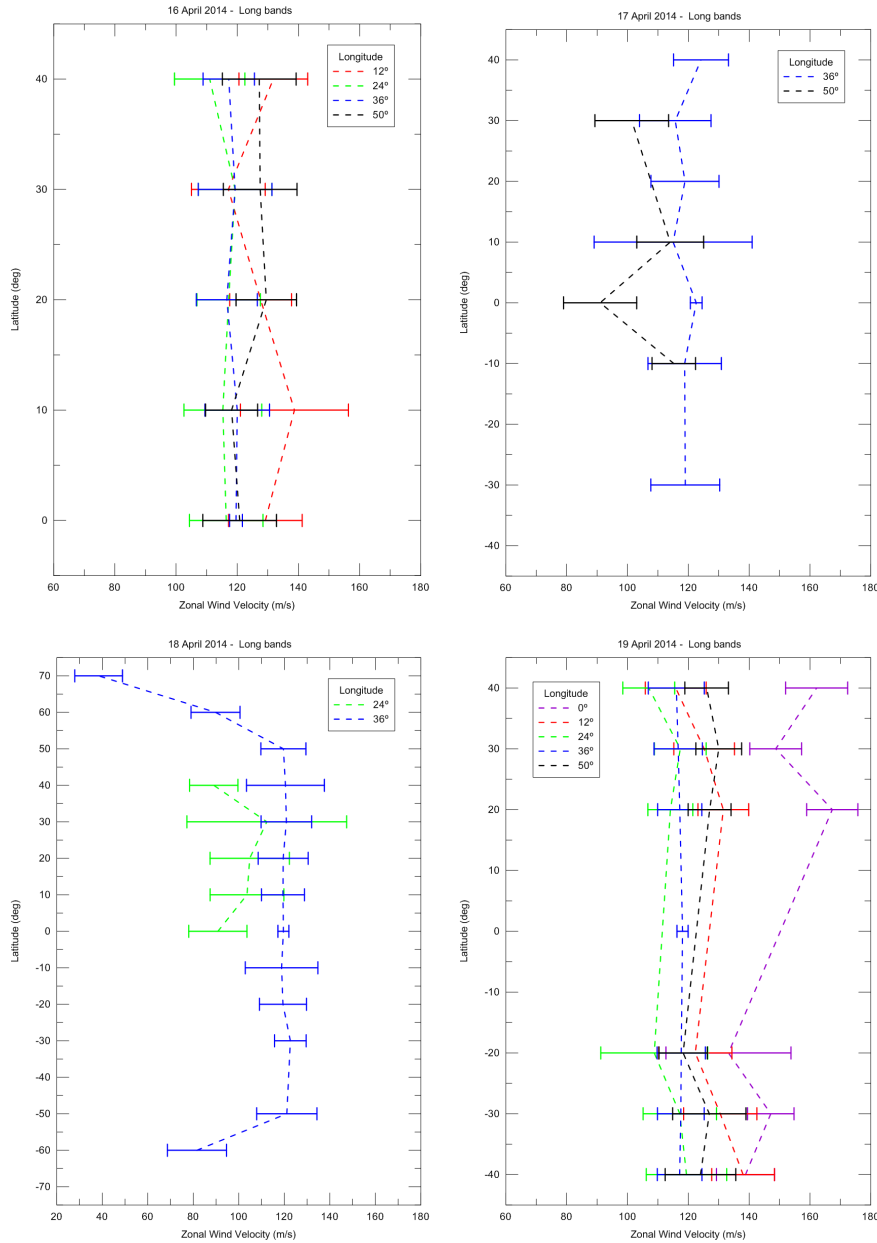 16 April 2014 - Long bands
Longitude
12º
24º
36º
50º
40
30
20
10
0
Latitude (deg)
60 80 100 120 140 160 180
Zonal Wind Velocity (m/s)
17 April 2014 - Long bands
Longitude
36º
50º
40
30
20
10
0
-10
-20
-30
-40
Latitude (deg)
60 80 100 120 140 160 180
Zonal Wind Velocity (m/s)
18 April 2014 - Long bands
Longitude
24º
36º
70
60
50
40
30
20
10
0
-10
-20
-30
-40
-50
-60
-70
Latitude (deg)
20 40 60 80 100 120 140 160 180
Zonal Wind Velocity (m/s)
19 April 2014 - Long bands
Longitude
0º
12º
24º
36º
50º
40
30
20
10
0
-10
-20
-30
-40
Latitude (deg)
60 80 100 120 140 160 180
Zonal Wind Velocity (m/s)